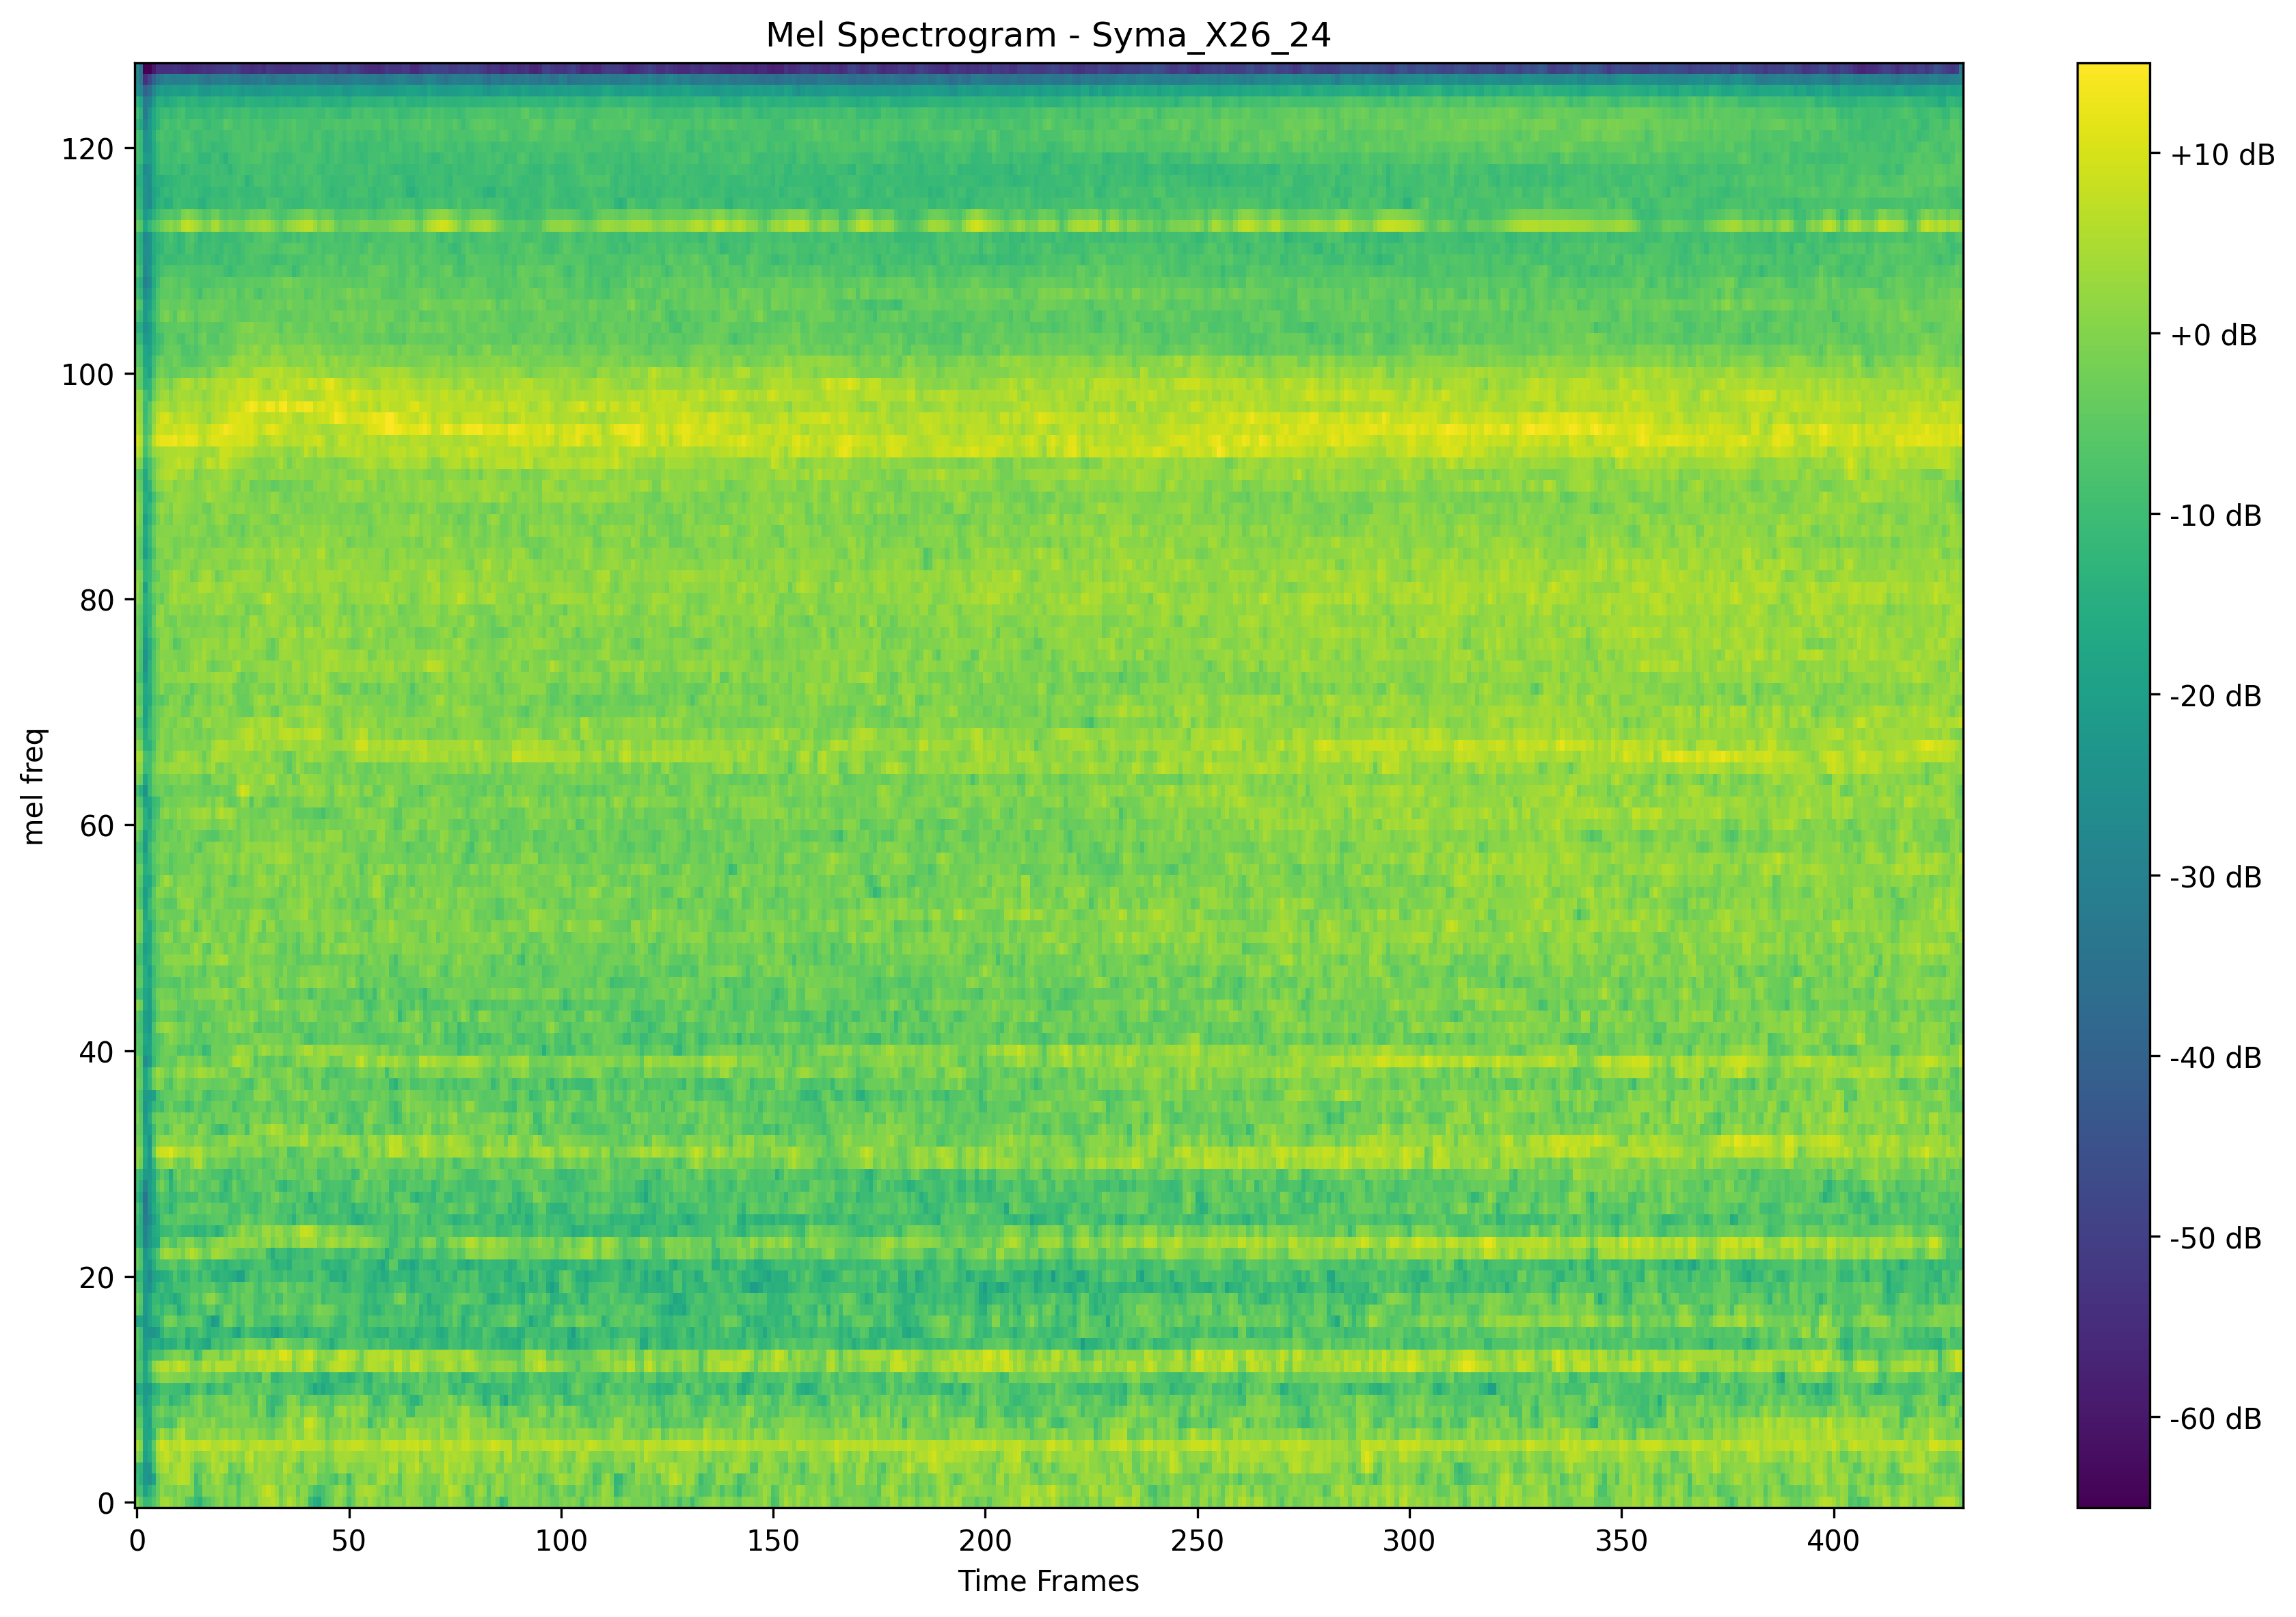 Mel Spectrogram - Syma_X26_24
mel freq
120
100
80
60
40
20
0
0 50 100 150 200 250 300 350 400
Time Frames
+10 dB
+0 dB
-10 dB
-20 dB
-30 dB
-40 dB
-50 dB
-60 dB